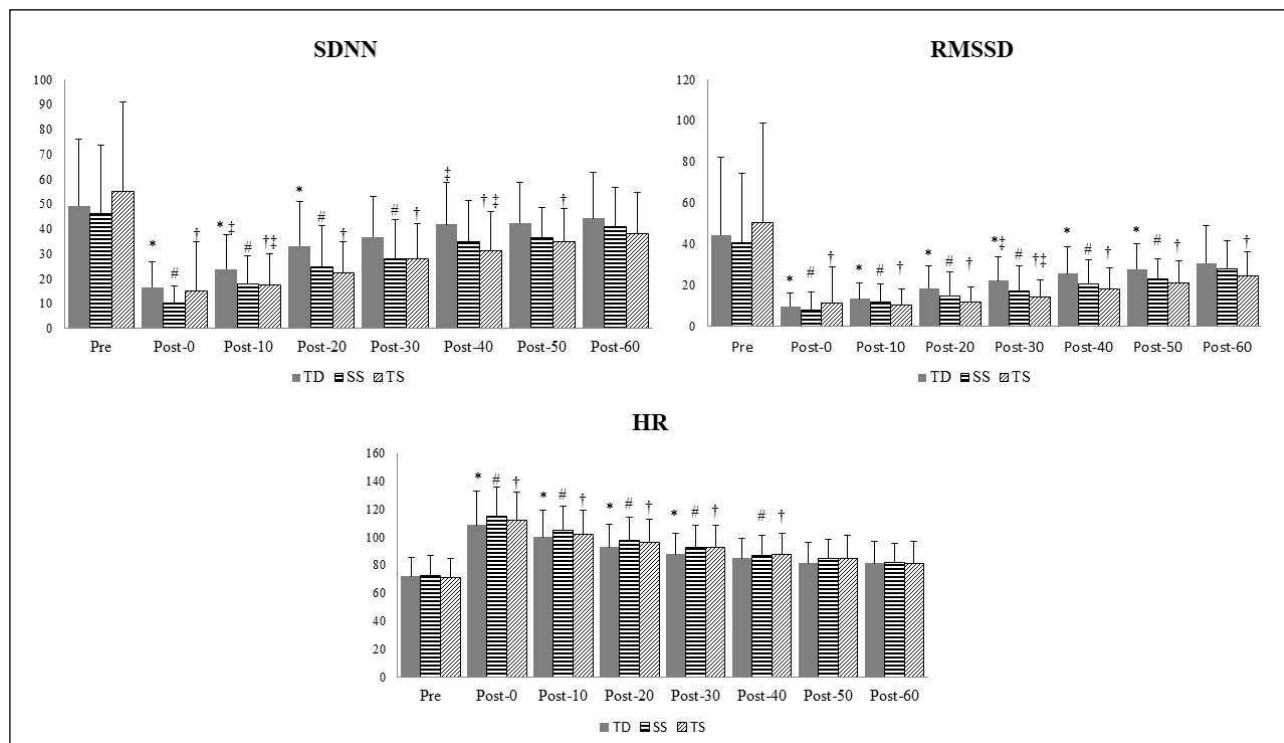 SDNN
100
90
80
70
60
50
40
30
20
10
0
* # †
* ‡ # † ‡
* # †
# †
‡ † ‡
†
Pre Post-0 Post-10 Post-20 Post-30 Post-40 Post-50 Post-60
TD SS TS
RMSSD
120
100
80
60
40
20
0
* # †
* # †
* # †
* ‡ # † ‡
* # †
* # †
†
Pre Post-0 Post-10 Post-20 Post-30 Post-40 Post-50 Post-60
TD SS TS
HR
160
140
120
100
80
60
40
20
0
* # †
* # †
* # †
* # †
# †
Pre Post-0 Post-10 Post-20 Post-30 Post-40 Post-50 Post-60
TD SS TS